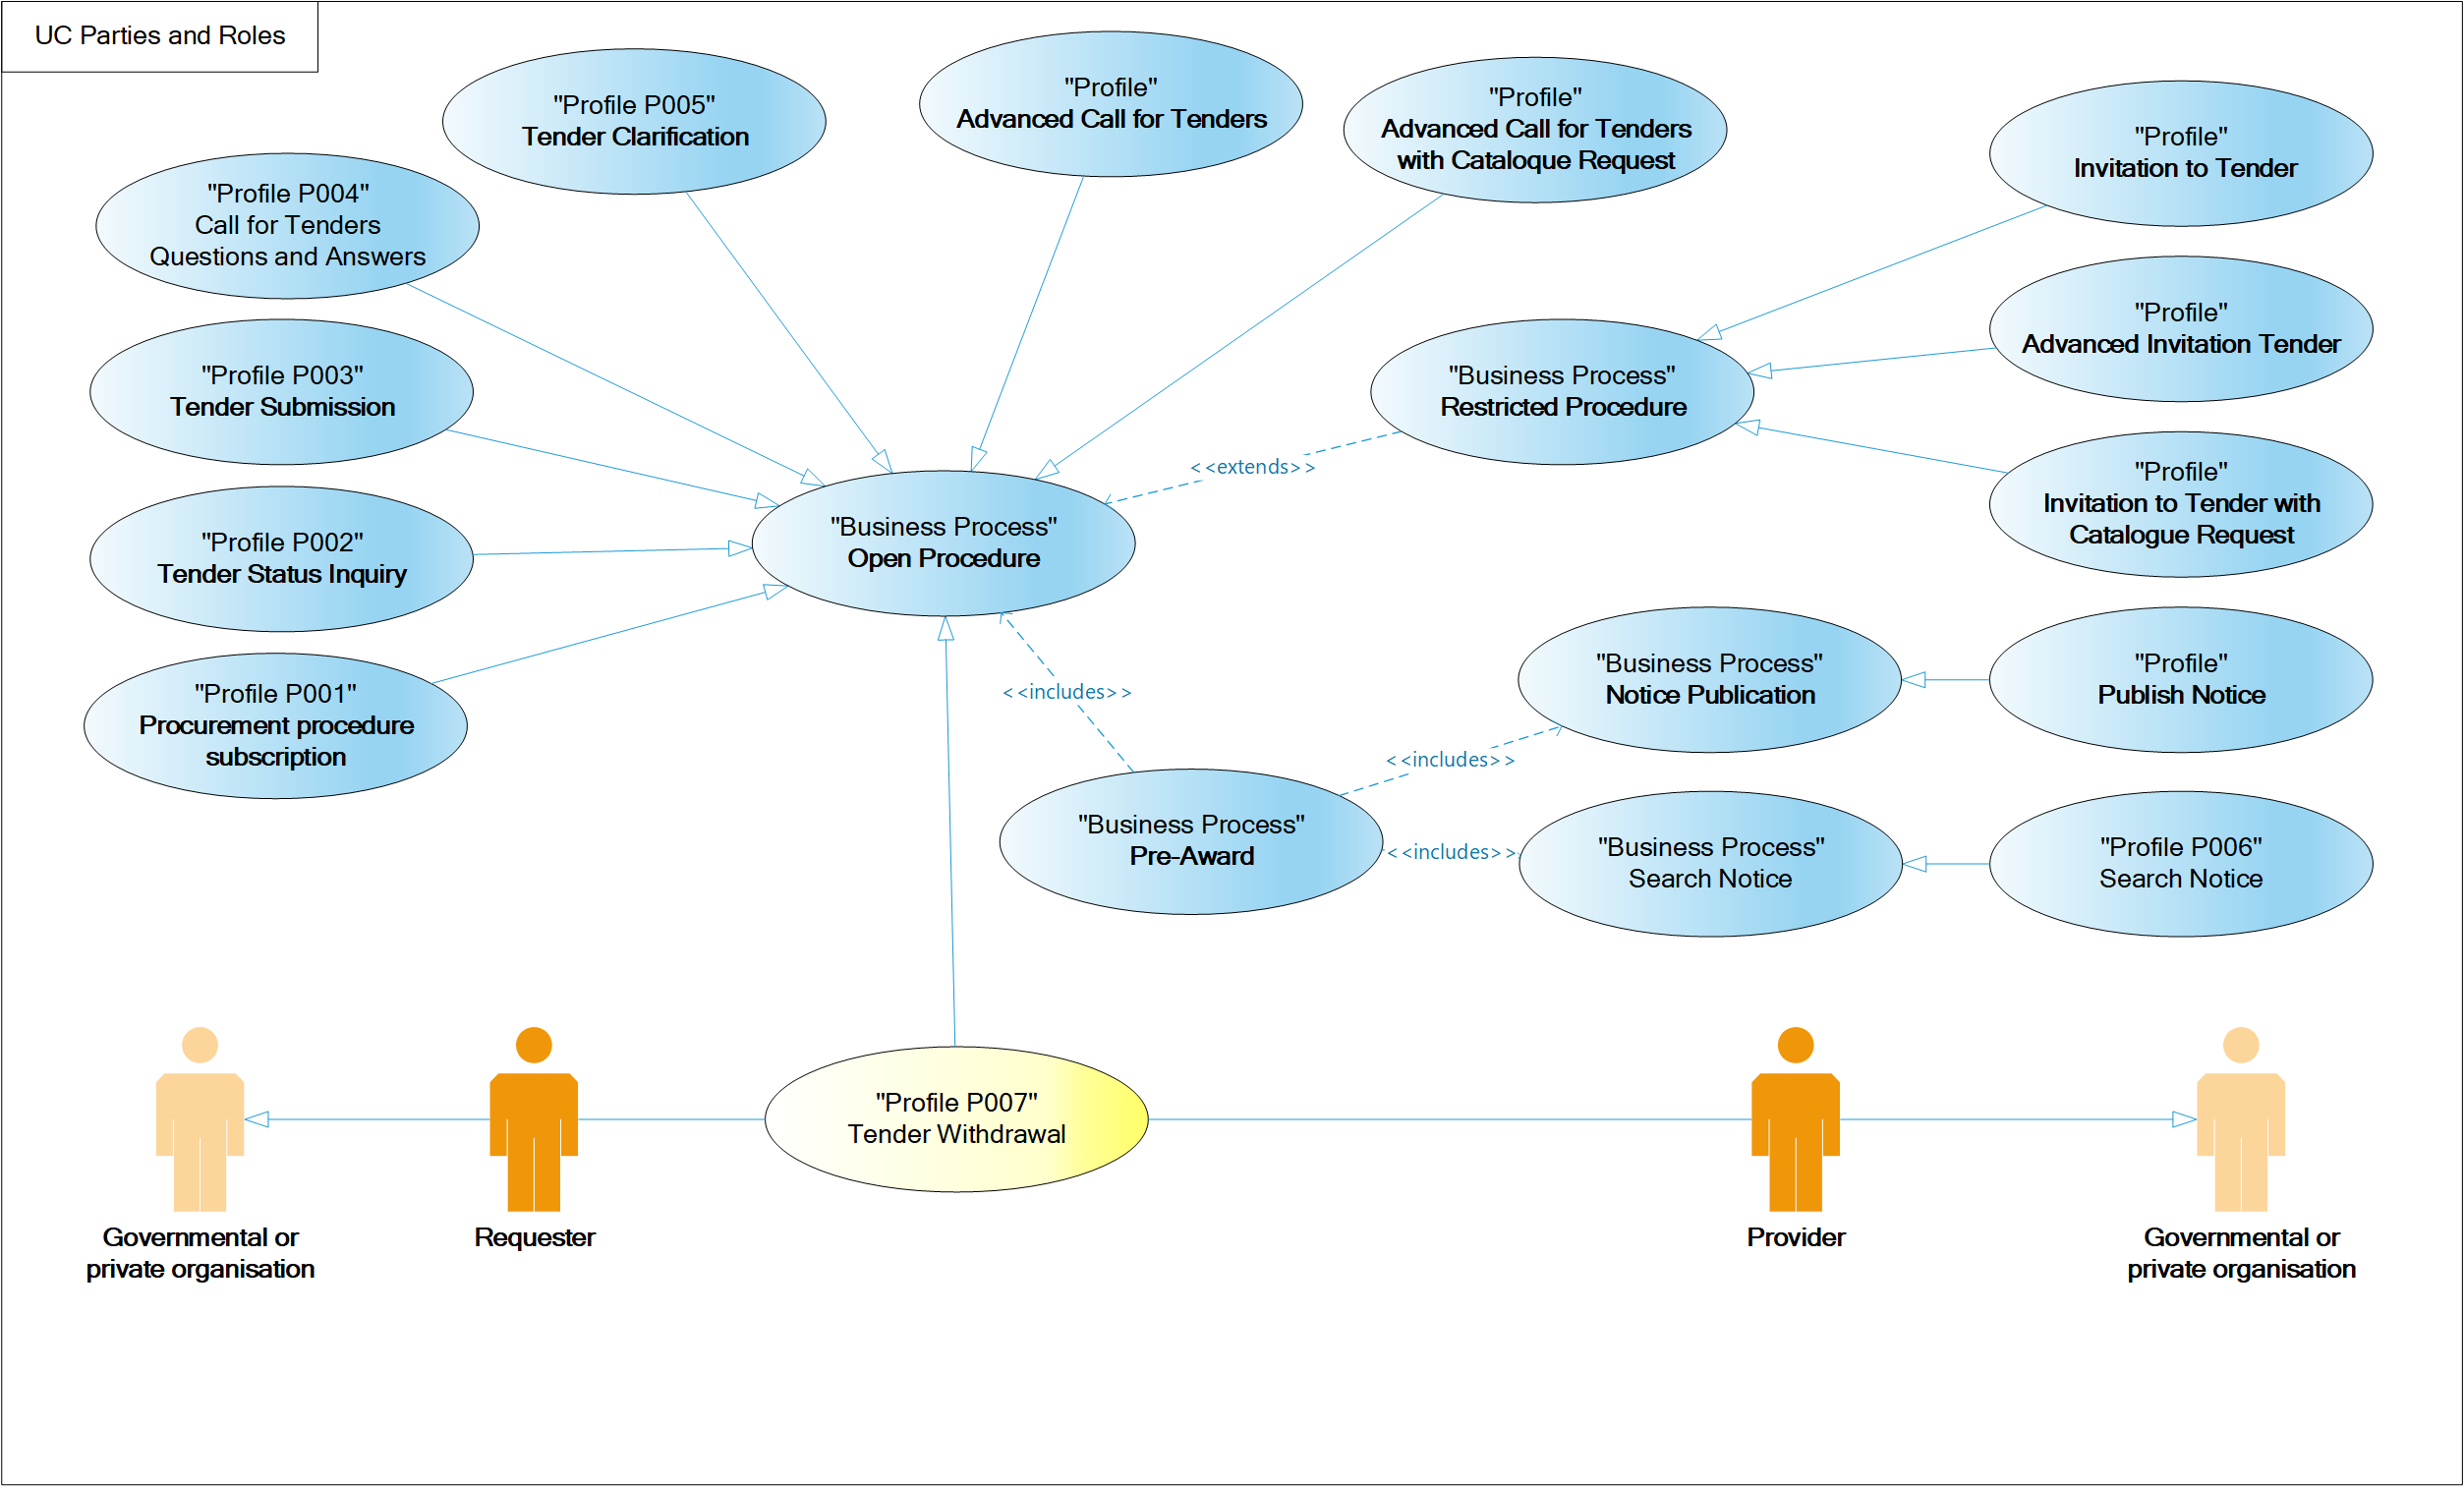 UC Parties and Roles
"Profile P005"
Tender Clarification
"Profile"
Advanced Call for Tenders
"Profile"
Advanced Call for Tenders
with Cataloque Request
"Profile"
Invitation to Tender
"Profile P004"
Call for Tenders
Questions and Answers
"Profile"
Advanced Invitation Tender
"Profile P003"
Tender Submission
"Business Process"
Restricted Procedure
<<extends>>
"Profile"
Invitation to Tender with
Catalogue Request
"Profile P002"
Tender Status Inquiry
"Business Process"
Open Procedure
"Profile P001"
Procurement procedure
subscription
<<includes>>
"Business Process"
Notice Publication
"Profile"
Publish Notice
<<includes>>
"Business Process"
Pre-Award
<<includes>>
"Business Process"
Search Notice
"Profile P006"
Search Notice
"Profile P007"
Tender Withdrawal
Governmental or
private organisation
Requester
Provider
Governmental or
private organisation